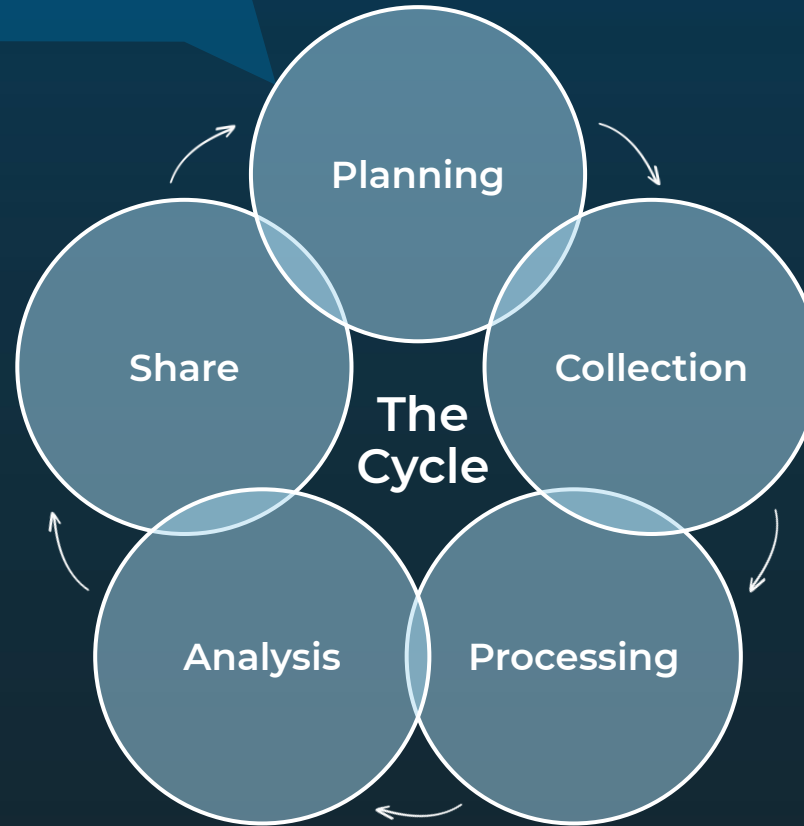 Planning
Share
Collection
The
Cycle
Analysis
Processing